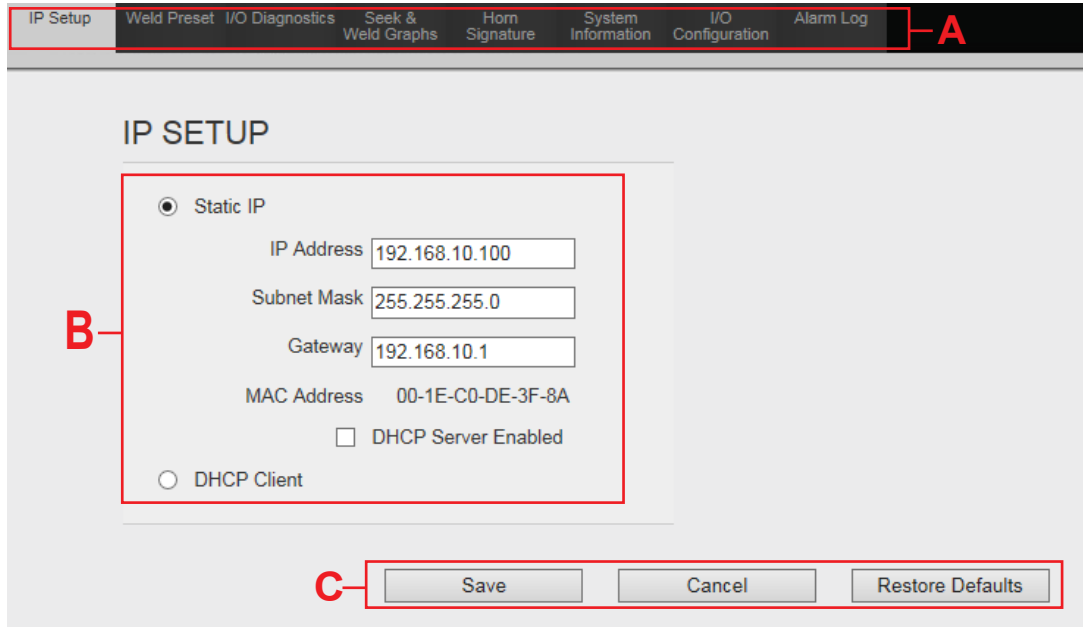 IP Setup Weld Preset I/O Diagnostics Seek & Weld Graphs Horn Signature System Information I/O Configuration Alarm Log
A
IP SETUP
Static IP
IP Address 192.168.10.100
Subnet Mask 255.255.255.0
B
Gateway 192.168.10.1
MAC Address 00-1E-C0-DE-3F-8A
DHCP Server Enabled
DHCP Client
C
Save Cancel Restore Defaults